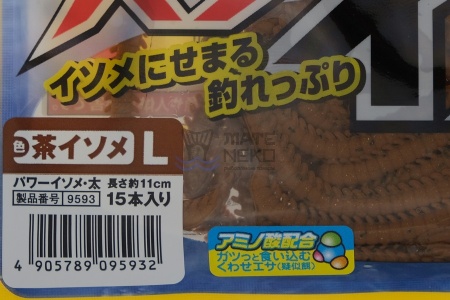 イソメにせまる
釣れっぷり
色 茶イソメ L
パワーイソメ・太 長さ約11cm
製品番号 9593 15本入り
4 905789 095932
アミノ酸配合
ガツっと食い込む
くわせエサ(疑似餌)
MATE
NEKO